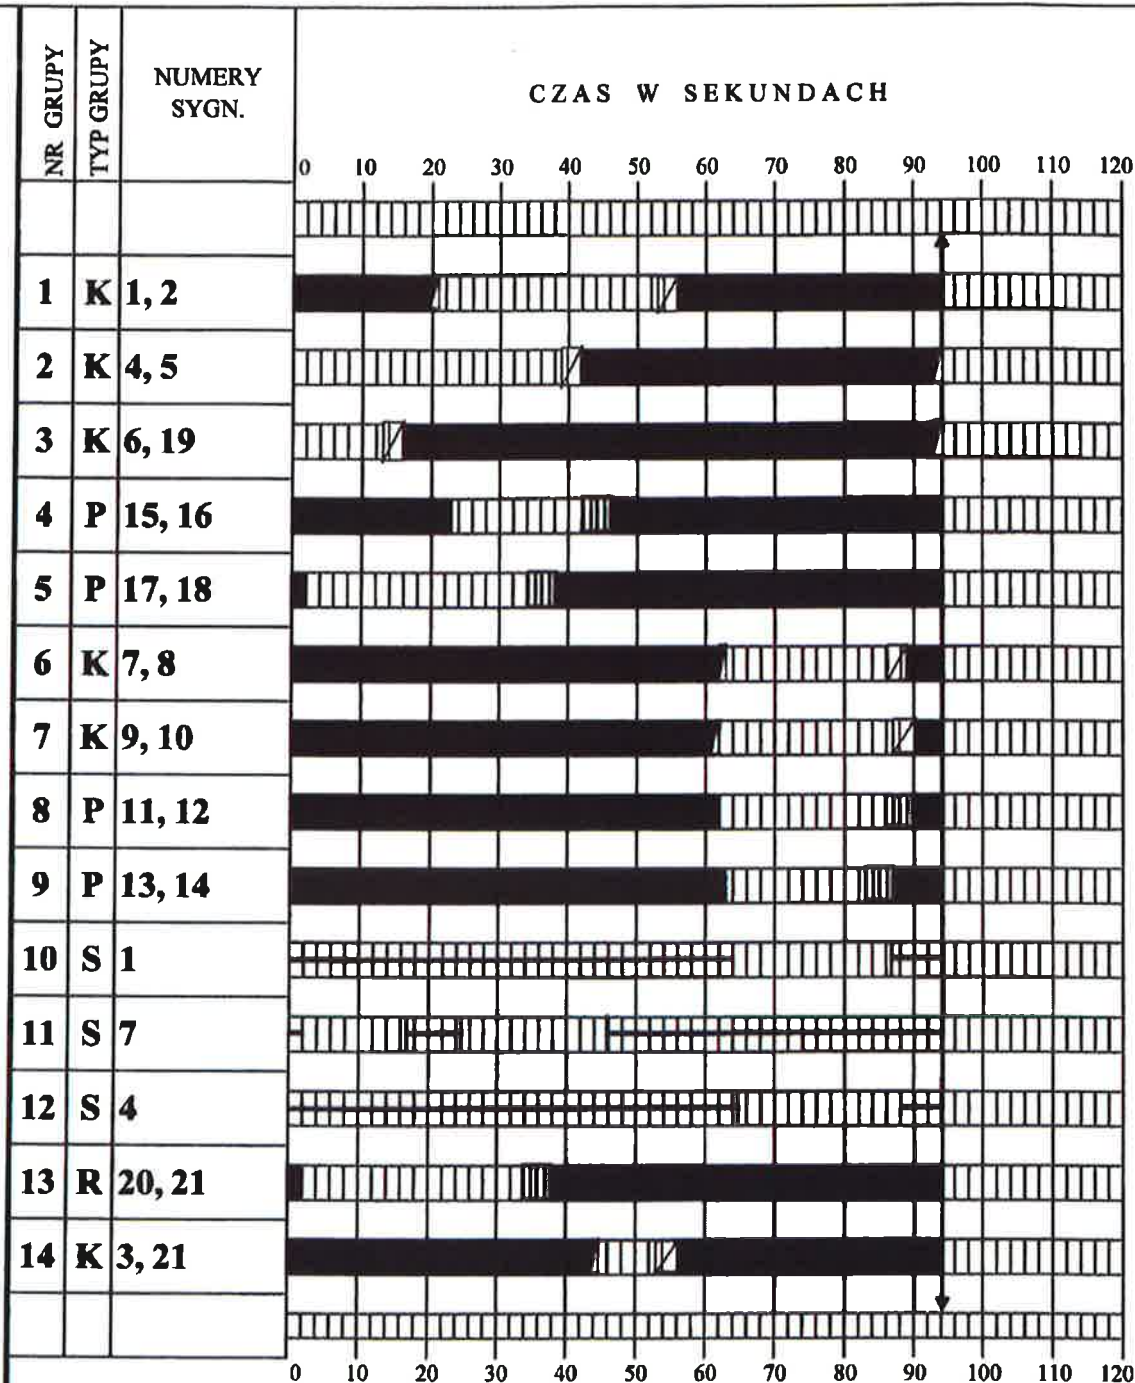 NR GRUPY
TYP GRUPY
NUMERY
SYGN.
CZAS W SEKUNDACH
0 10 20 30 40 50 60 70 80 90 100 110 120
1 K 1, 2
2 K 4, 5
3 K 6, 19
4 P 15, 16
5 P 17, 18
6 K 7, 8
7 K 9, 10
8 P 11, 12
9 P 13, 14
10 S 1
11 S 7
12 S 4
13 R 20, 21
14 K 3, 21
0 10 20 30 40 50 60 70 80 90 100 110 120